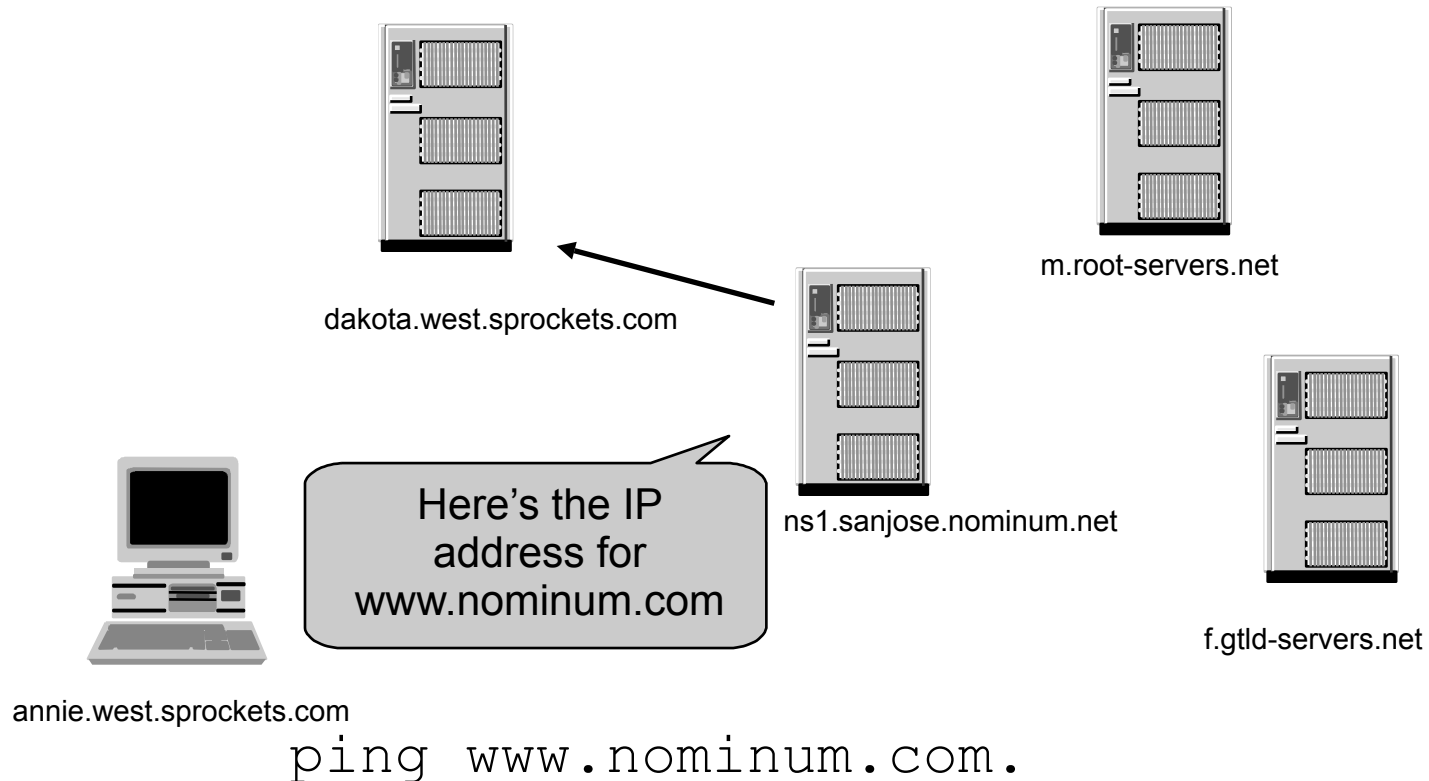 m.root-servers.net
dakota.west.sprockets.com
Here's the IP
address for
www.nominum.com
ns1.sanjose.nominum.net
f.gtld-servers.net
annie.west.sprockets.com
ping www.nominum.com.